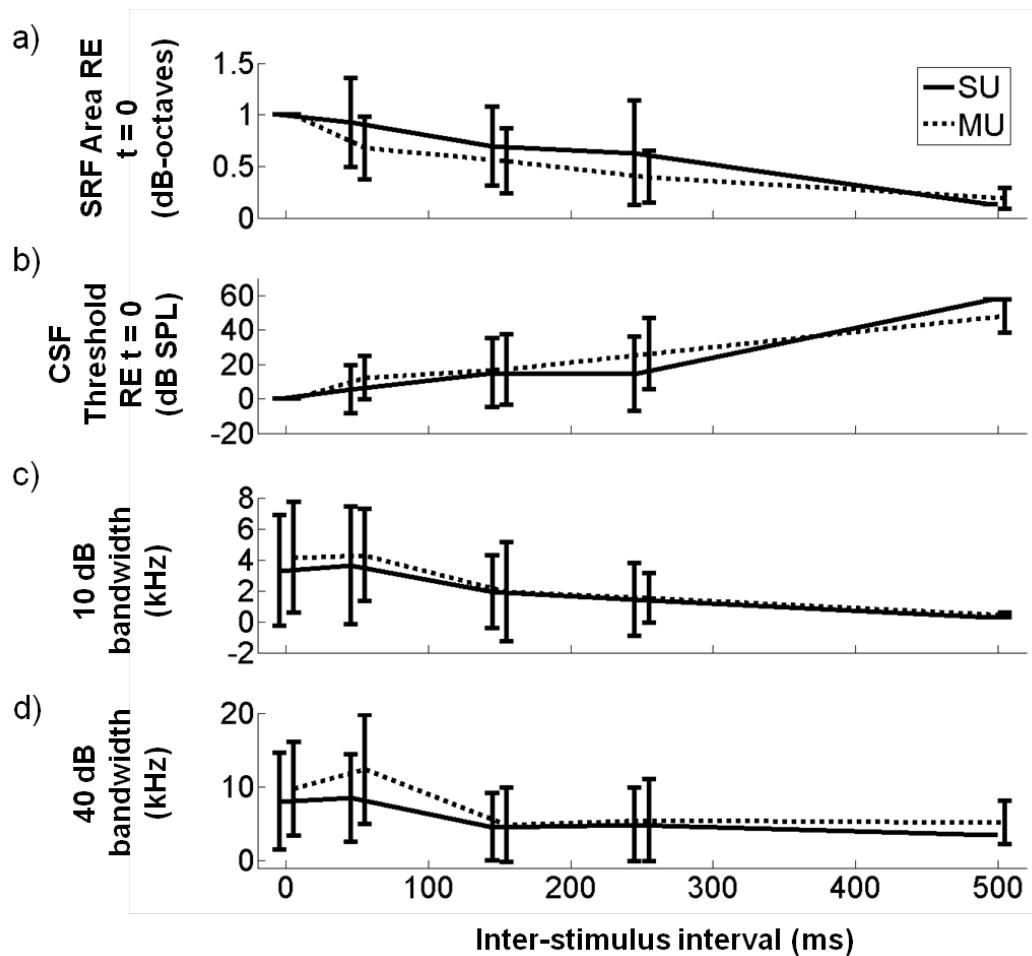 a)
SRF Area RE
t = 0
(dB-octaves)
1.5
1
0.5
0
SU
MU
b)
CSF
Threshold
RE t = 0
(dB SPL)
60
40
20
0
-20
c)
10 dB
bandwidth
(kHz)
8
6
4
2
0
-2
d)
40 dB
bandwidth
(kHz)
20
10
0
0 100 200 300 400 500
Inter-stimulus interval (ms)